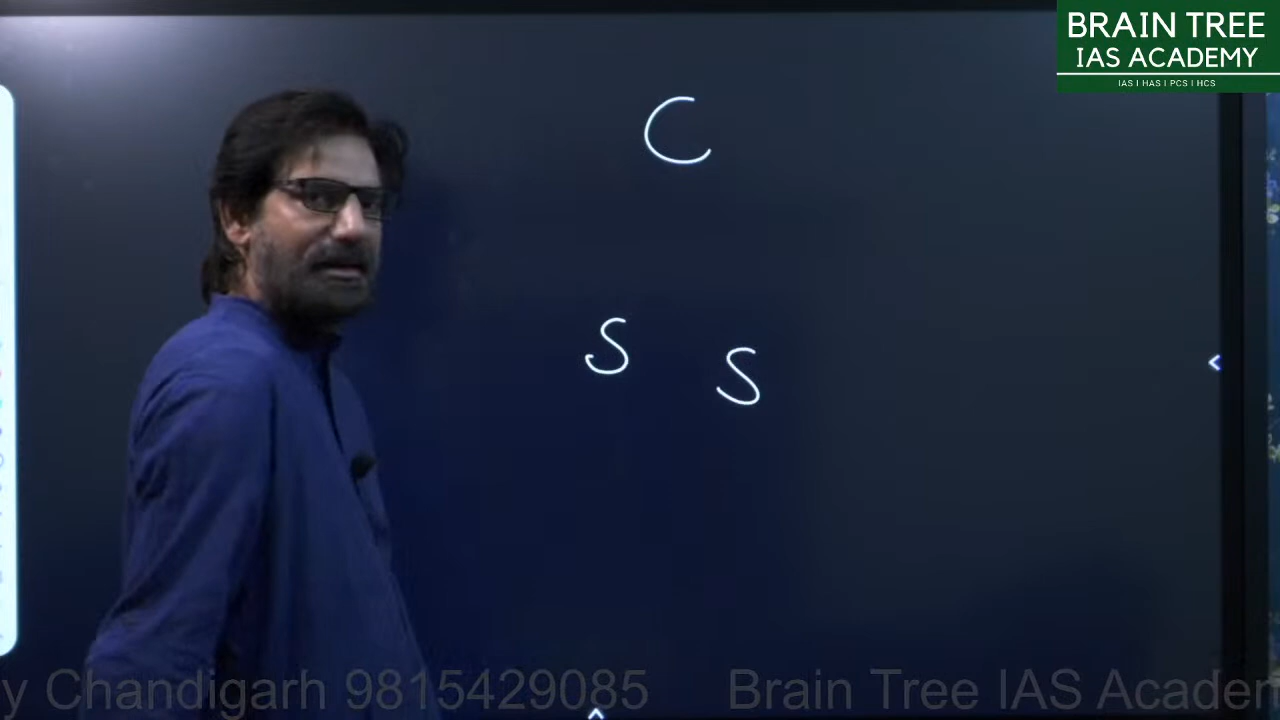 BRAIN TREE
IAS ACADEMY
IAS | HAS | PCS | HCS
C
S S
y Chandigarh 9815429085 Brain Tree IAS Academ